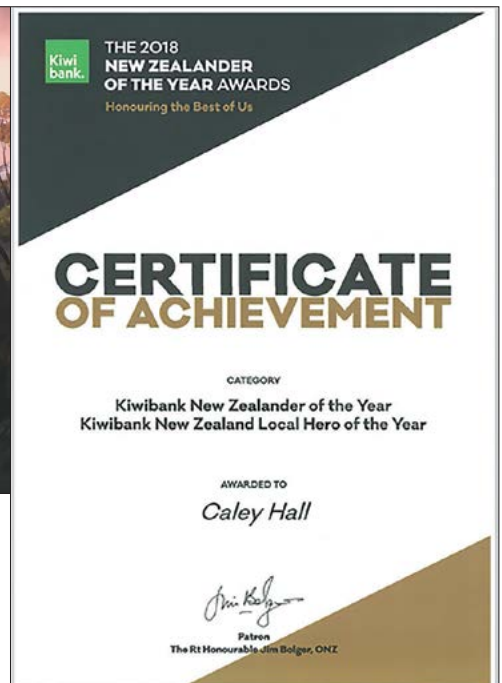 Kiwi
bank.
THE 2018
NEW ZEALANDER
OF THE YEAR AWARDS
Honouring the Best of Us
CERTIFICATE
OF ACHIEVEMENT
CATEGORY
Kiwibank New Zealander of the Year
Kiwibank New Zealand Local Hero of the Year
AWARDED TO
Caley Hall
Jim Bolger
Patron
The Rt Honourable Jim Bolger, ONZ